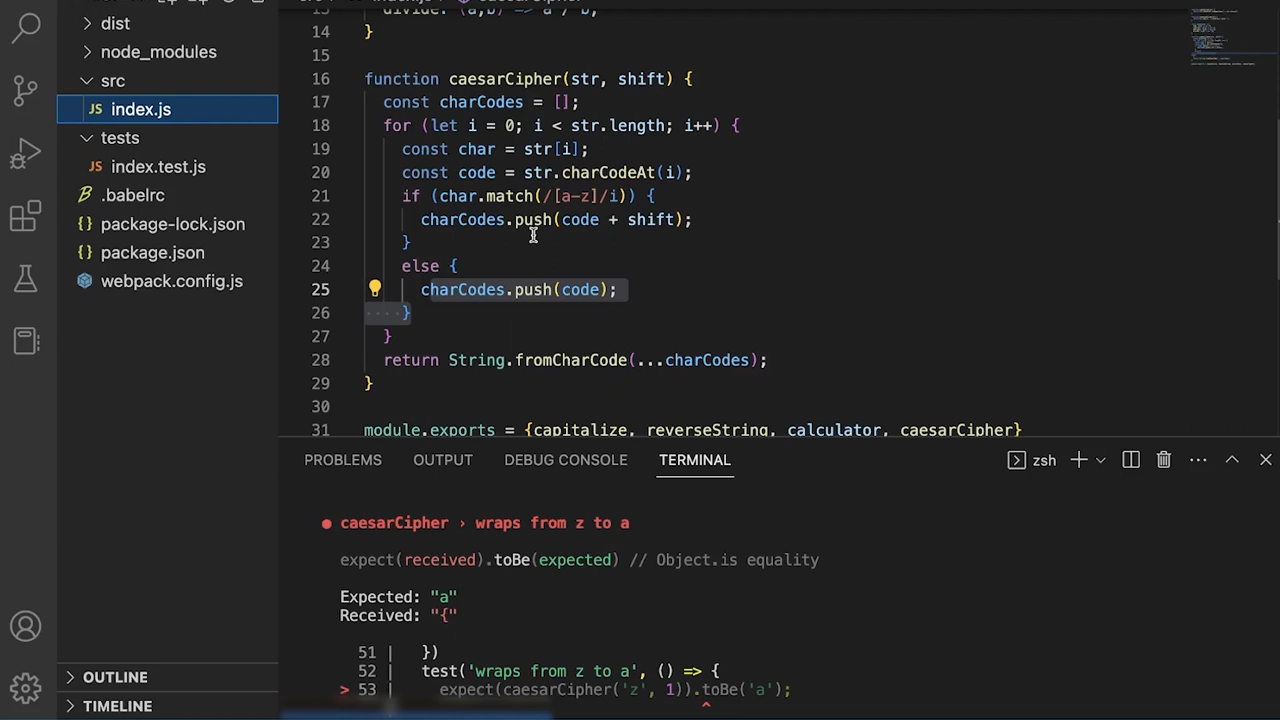 dist
node_modules
src
JS index.js
tests
JS index.test.js
.babelrc
{} package-lock.json
{} package.json
webpack.config.js
OUTLINE
TIMELINE
13 divide: (a,b) => a / b,
14 }
15
16 function caesarCipher(str, shift) {
17 const charCodes = [];
18 for (let i = 0; i < str.length; i++) {
19 const char = str[i];
20 const code = str.charCodeAt(i);
21 if (char.match(/[a-z]/i)) {
22 charCodes.push(code + shift);
23 }
24 else {
25 charCodes.push(code);
26 ····}
27 }
28 return String.fromCharCode(...charCodes);
29 }
30
31 module.exports = {capitalize, reverseString, calculator, caesarCipher}
PROBLEMS OUTPUT DEBUG CONSOLE TERMINAL zsh
● caesarCipher › wraps from z to a
expect(received).toBe(expected) // Object.is equality
Expected: "a"
Received: "{"
51 | })
52 | test('wraps from z to a', () => {
> 53 | expect(caesarCipher('z', 1)).toBe('a');
^